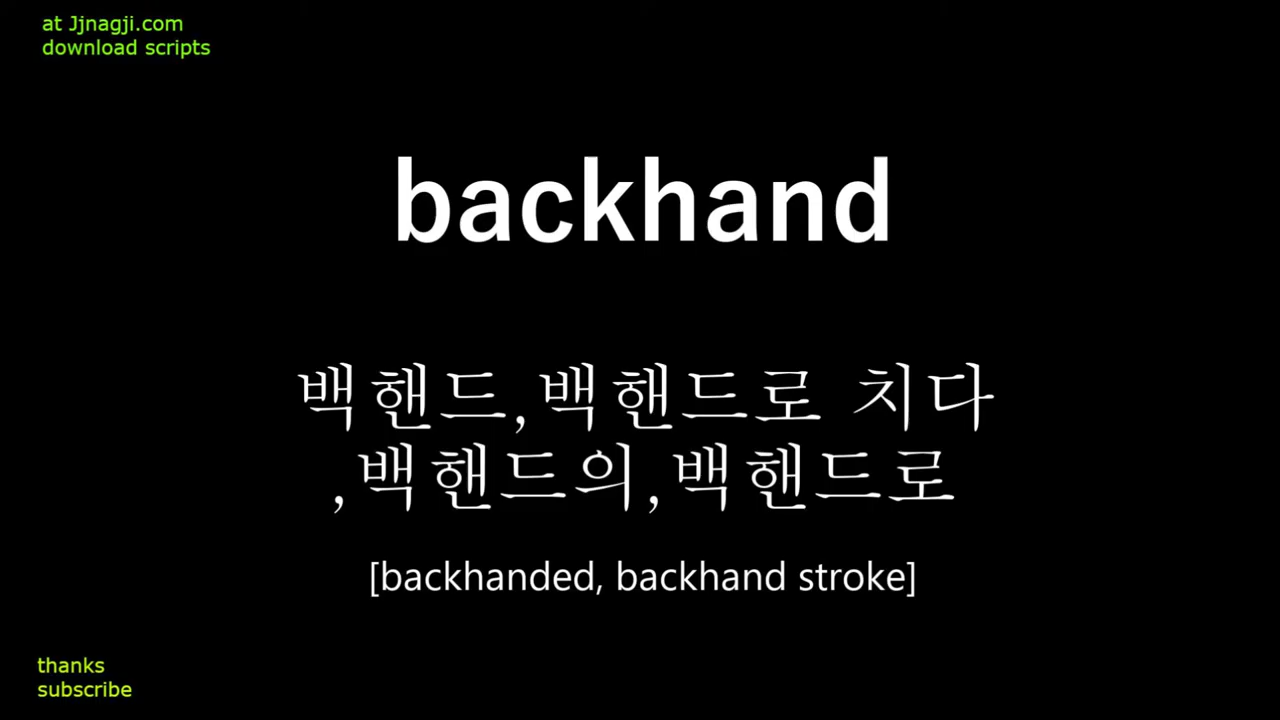 at Jjnagji.com
download scripts
backhand
백핸드,백핸드로 치다
,백핸드의,백핸드로
[backhanded, backhand stroke]
thanks
subscribe